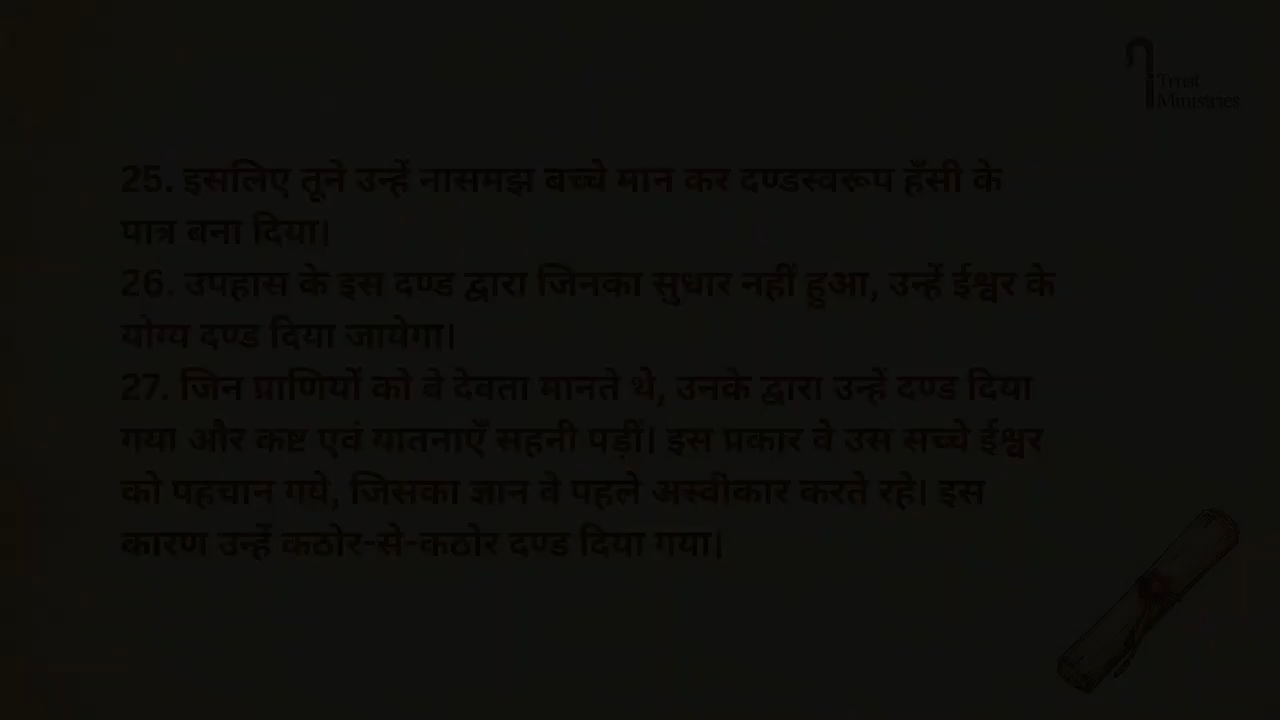 Trust
Ministries
25. इसलिए तूने उन्हें नासमझ बच्चे मान कर दण्डस्वरूप हँसी के
पात्र बना दिया।
26. उपहास के इस दण्ड द्वारा जिनका सुधार नहीं हुआ, उन्हें ईश्वर के
योग्य दण्ड दिया जायेगा।
27. जिन प्राणियों को वे देवता मानते थे, उनके द्वारा उन्हें दण्ड दिया
गया और कष्ट एवं यातनाएँ सहनी पड़ीं। इस प्रकार वे उस सच्चे ईश्वर
को पहचान गये, जिसका ज्ञान वे पहले अस्वीकार करते रहे। इस
कारण उन्हें कठोर-से-कठोर दण्ड दिया गया।